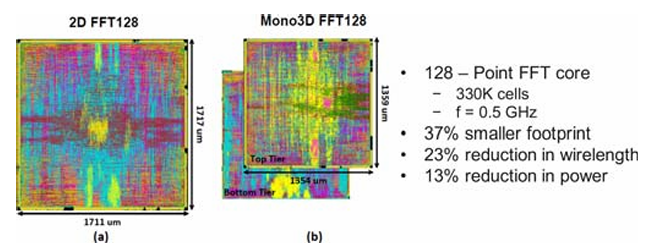 2D FFT128
Mono3D FFT128
1717 um
1711 um
(a)
Top Tier
Bottom Tier
1359 um
1354 um
(b)
• 128 – Point FFT core
– 330K cells
– f = 0.5 GHz
• 37% smaller footprint
• 23% reduction in wirelength
• 13% reduction in power